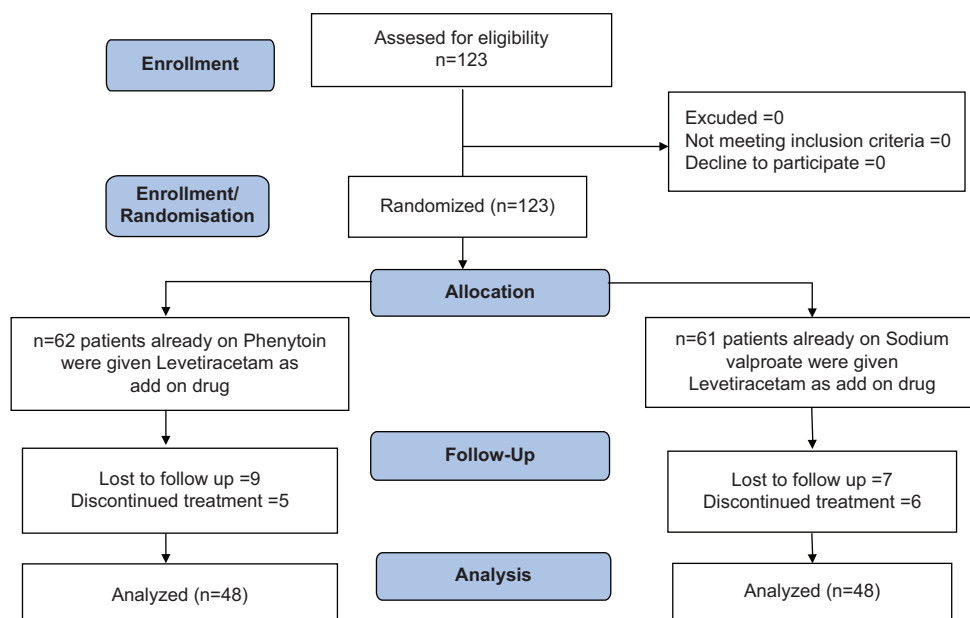 Enrollment
Assesed for eligibility
n=123
Excuded =0
Not meeting inclusion criteria =0
Decline to participate =0
Enrollment/
Randomisation
Randomized (n=123)
Allocation
n=62 patients already on Phenytoin
were given Levetiracetam as
add on drug
n=61 patients already on Sodium
valproate were given
Levetiracetam as add on drug
Follow-Up
Lost to follow up =9
Discontinued treatment =5
Lost to follow up =7
Discontinued treatment =6
Analysis
Analyzed (n=48)
Analyzed (n=48)